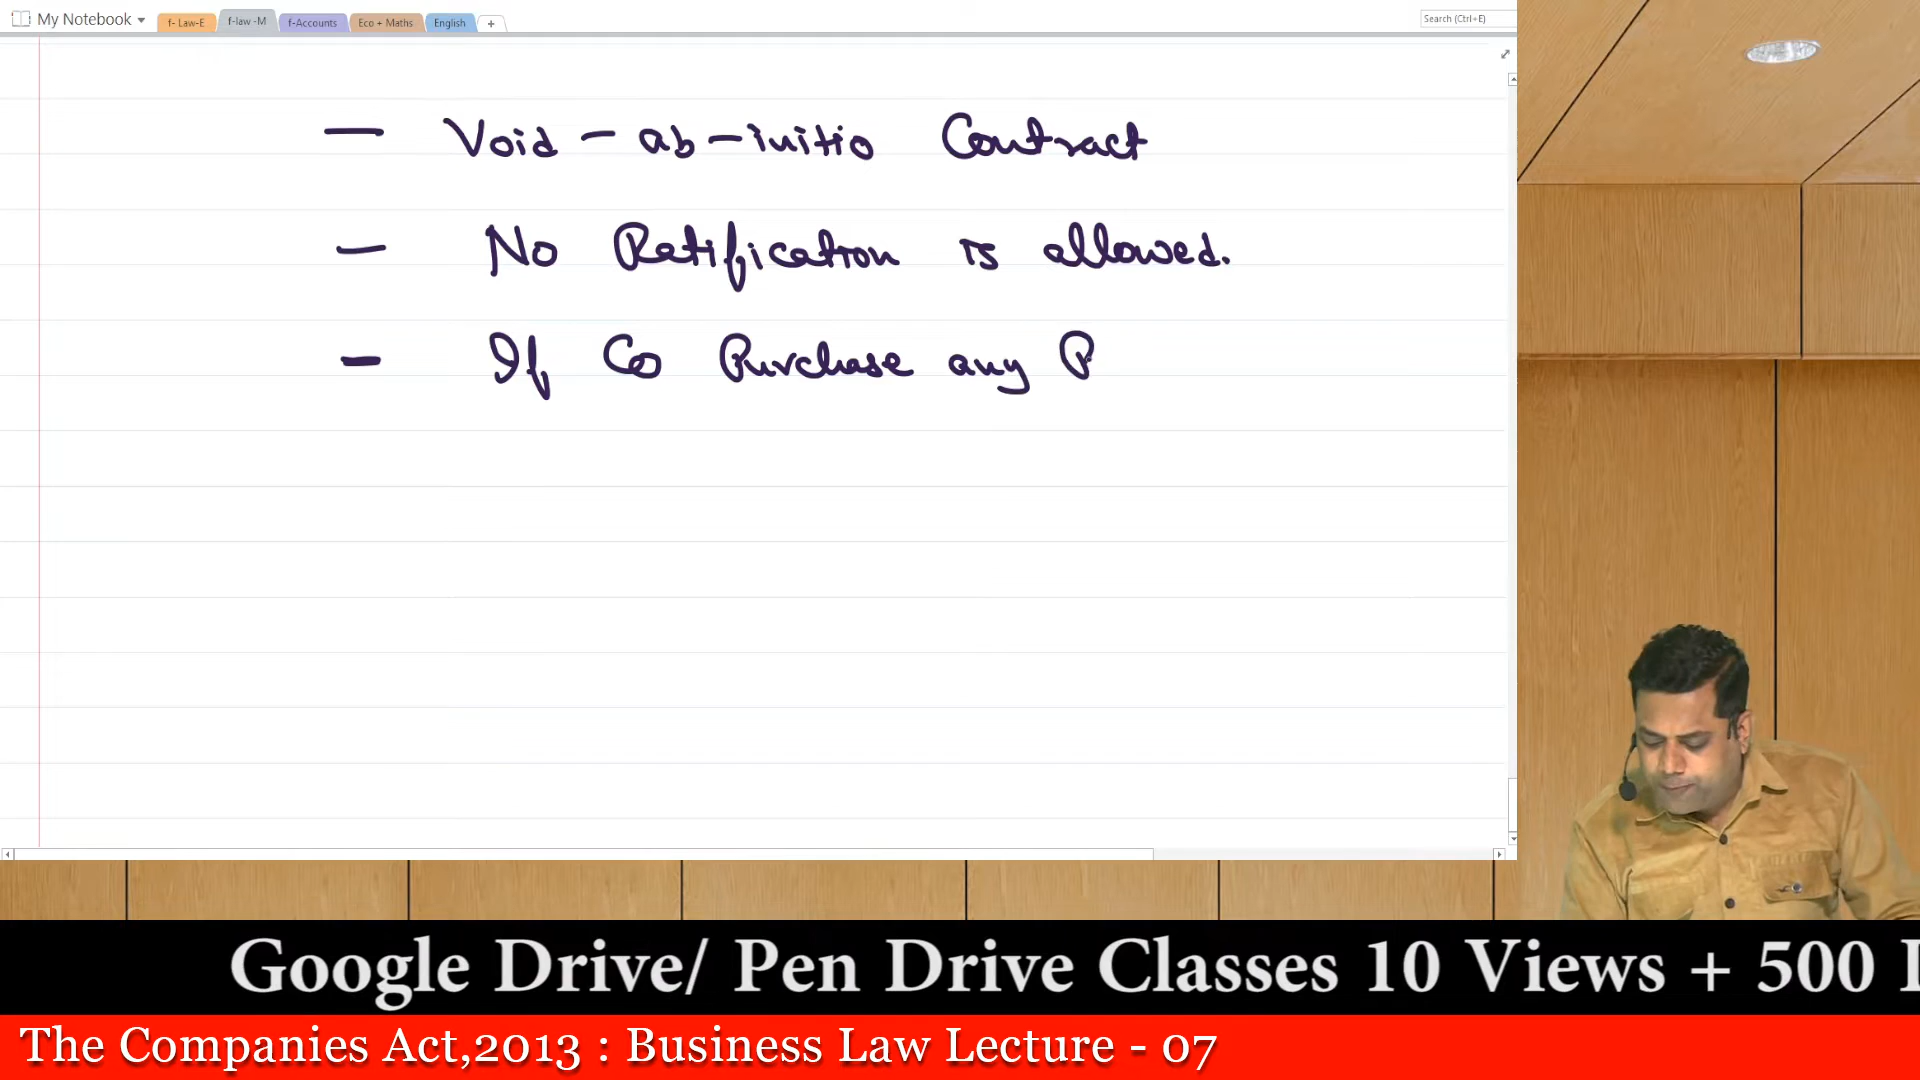 My Notebook f- Law-E f-law -M f-Accounts Eco + Maths English + Search (Ctrl+E)
— Void - ab - initio Contract
— No Ratification is allowed.
— If Co Purchase any P
Google Drive/ Pen Drive Classes 10 Views + 500
The Companies Act,2013 : Business Law Lecture - 07